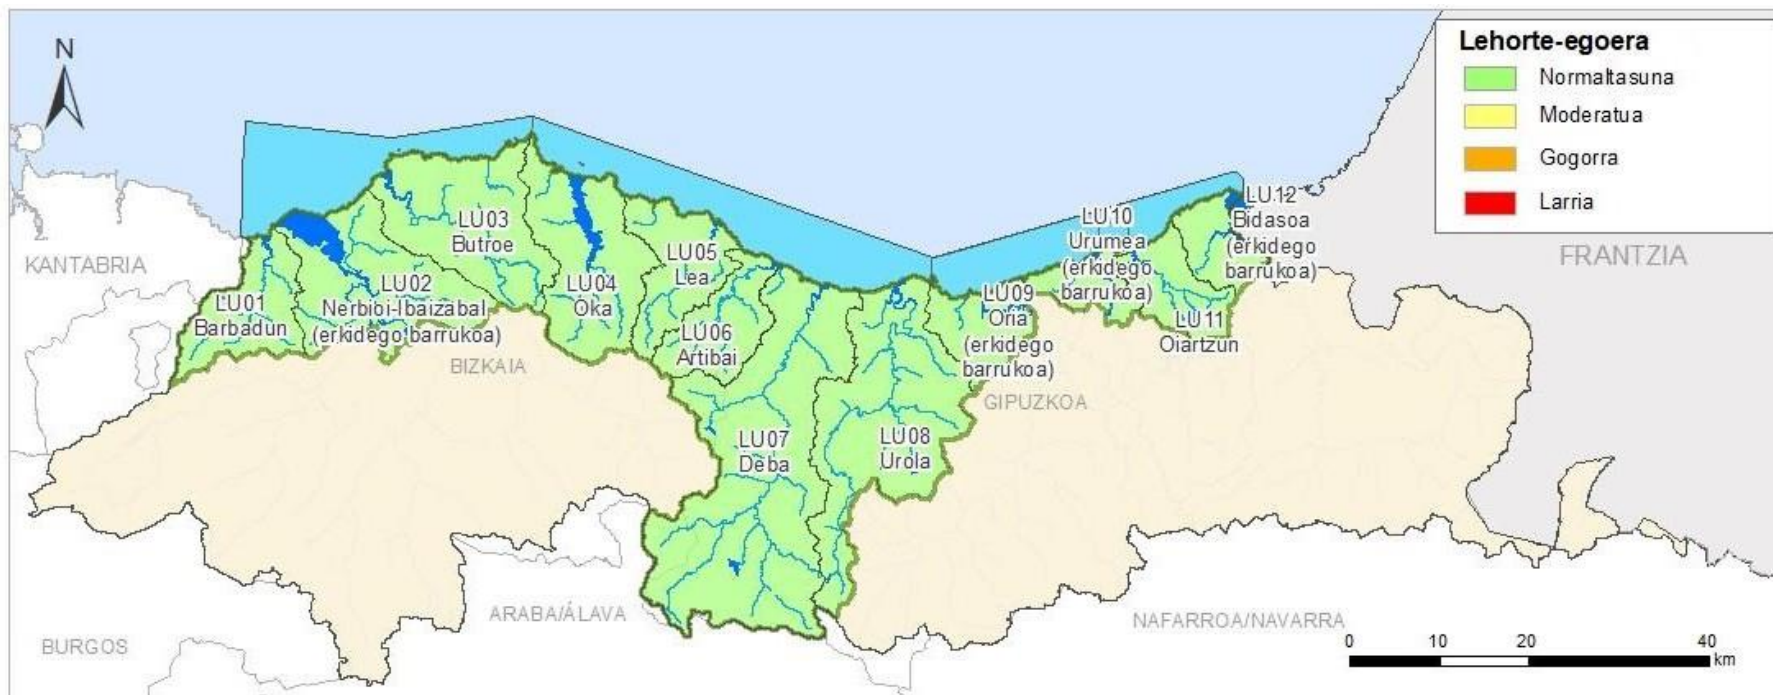 N
Lehorte-egoera
Normaltasuna
Moderatua
Gogorra
Larria
KANTABRIA
LU01
Barbadun
LU02
Nerbioi-Ibaizabal
(erkidego barrukoa)
LU03
Butroe
LU04
Oka
LU05
Lea
LU06
Artibai
LU07
Deba
LU08
Urola
LU09
Oria
(erkidego
barrukoa)
LU10
Urumea
(erkidego
barrukoa)
LU11
Oiartzun
LU12
Bidasoa
(erkidego
barrukoa)
FRANTZIA
BIZKAIA
GIPUZKOA
ARABA/ÁLAVA
BURGOS
NAFARROA/NAVARRA
0 10 20 40
km